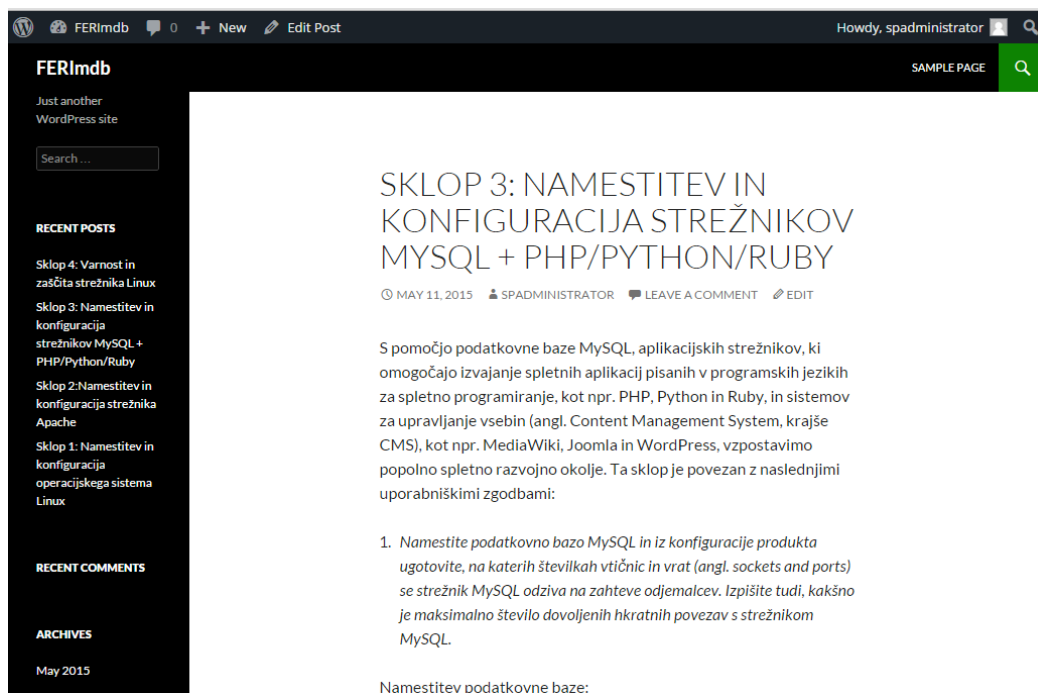 FERImdb 0 New Edit Post Howdy, spadministrator
FERImdb SAMPLE PAGE
Just another
WordPress site
Search ...
RECENT POSTS
Sklop 4: Varnost in
zaščita strežnika Linux
Sklop 3: Namestitev in
konfiguracija
strežnikov MySQL +
PHP/Python/Ruby
Sklop 2:Namestitev in
konfiguracija strežnika
Apache
Sklop 1: Namestitev in
konfiguracija
operacijskega sistema
Linux
RECENT COMMENTS
ARCHIVES
May 2015
SKLOP 3: NAMESTITEV IN
KONFIGURACIJA STREŽNIKOV
MYSQL + PHP/PYTHON/RUBY
MAY 11, 2015 SPADMINISTRATOR LEAVE A COMMENT EDIT
S pomočjo podatkovne baze MySQL, aplikacijskih strežnikov, ki
omogočajo izvajanje spletnih aplikacij pisanih v programskih jezikih
za spletno programiranje, kot npr. PHP, Python in Ruby, in sistemov
za upravljanje vsebin (angl. Content Management System, krajše
CMS), kot npr. MediaWiki, Joomla in WordPress, vzpostavimo
popolno spletno razvojno okolje. Ta sklop je povezan z naslednjimi
uporabniškimi zgodbami:
1. Namestite podatkovno bazo MySQL in iz konfiguracije produkta
ugotovite, na katerih številkah vtičnic in vrat (angl. sockets and ports)
se strežnik MySQL odziva na zahteve odjemalcev. Izpišite tudi, kakšno
je maksimalno število dovoljenih hkratnih povezav s strežnikom
MySQL.
Namestitev podatkovne baze: